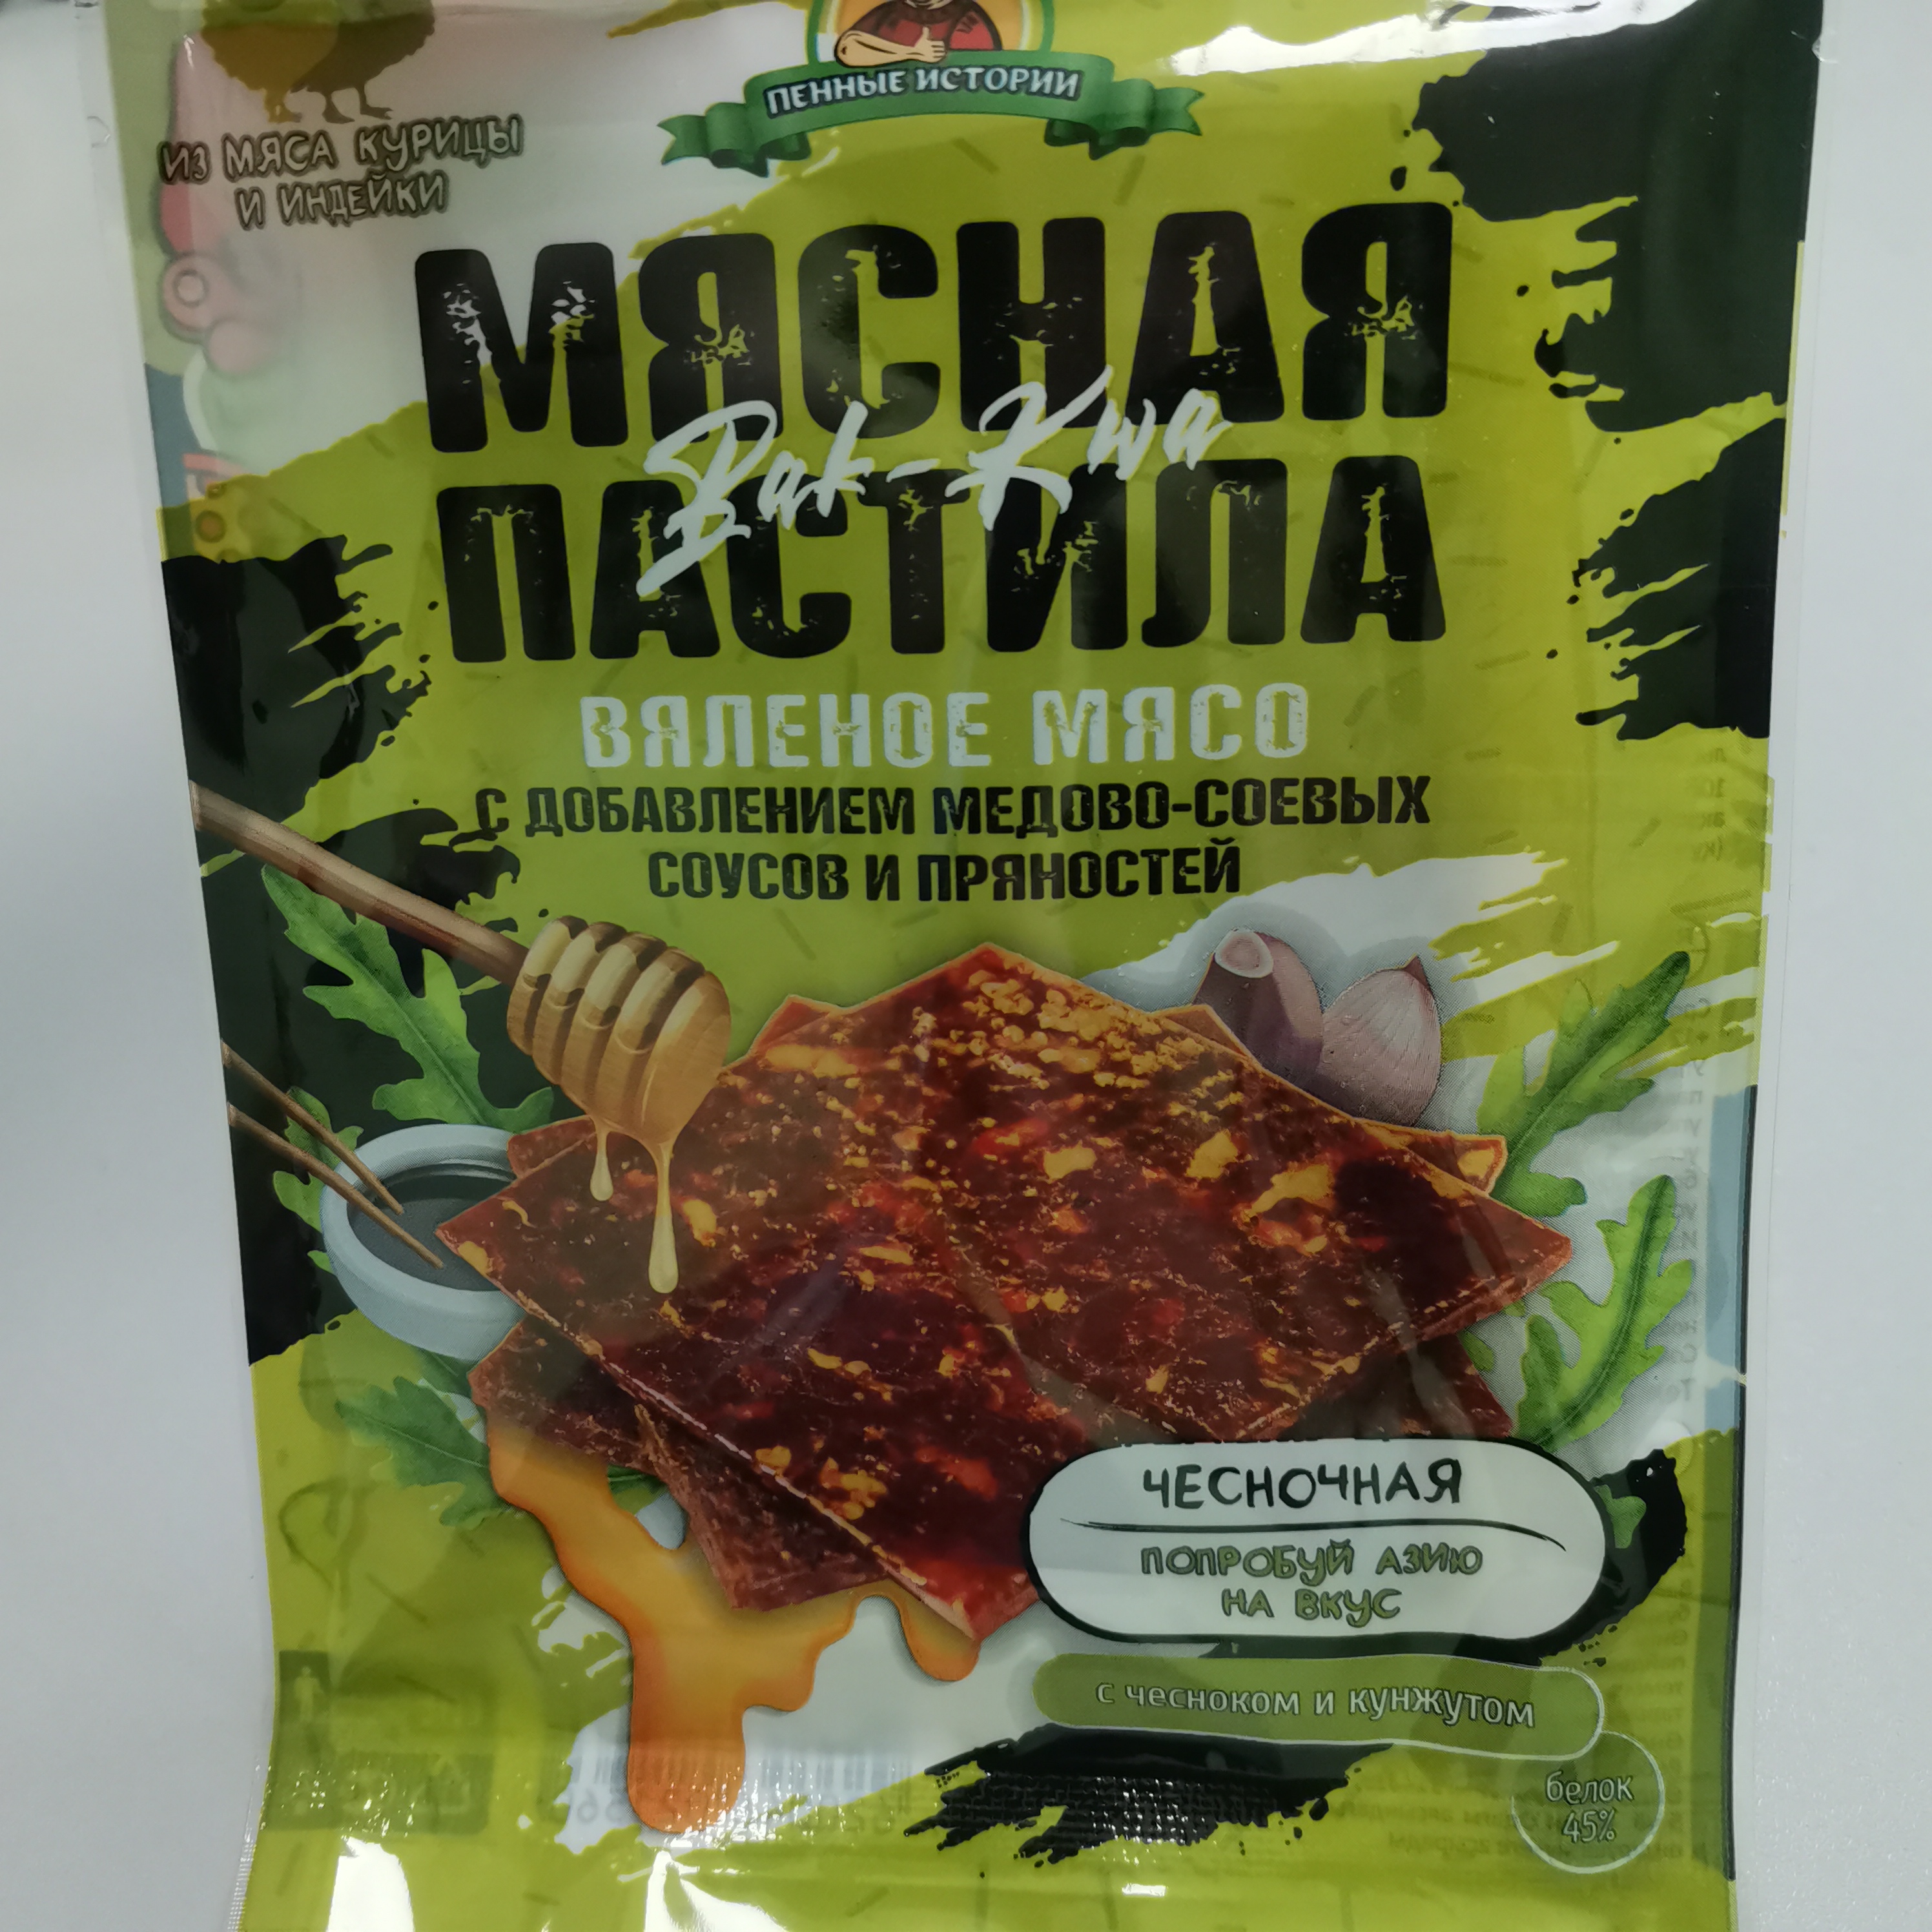 ПЕННЫЕ ИСТОРИИ
ИЗ МЯСА КУРИЦЫ
И ИНДЕЙКИ
МЯСНАЯ
Bak-Kwa
ПАСТИЛА
ВЯЛЕНОЕ МЯСО
С ДОБАВЛЕНИЕМ МЕДОВО-СОЕВЫХ
СОУСОВ И ПРЯНОСТЕЙ
ЧЕСНОЧНАЯ
ПОПРОБУЙ АЗИЮ
НА ВКУС
с чесноком и кунжутом
белок
45%